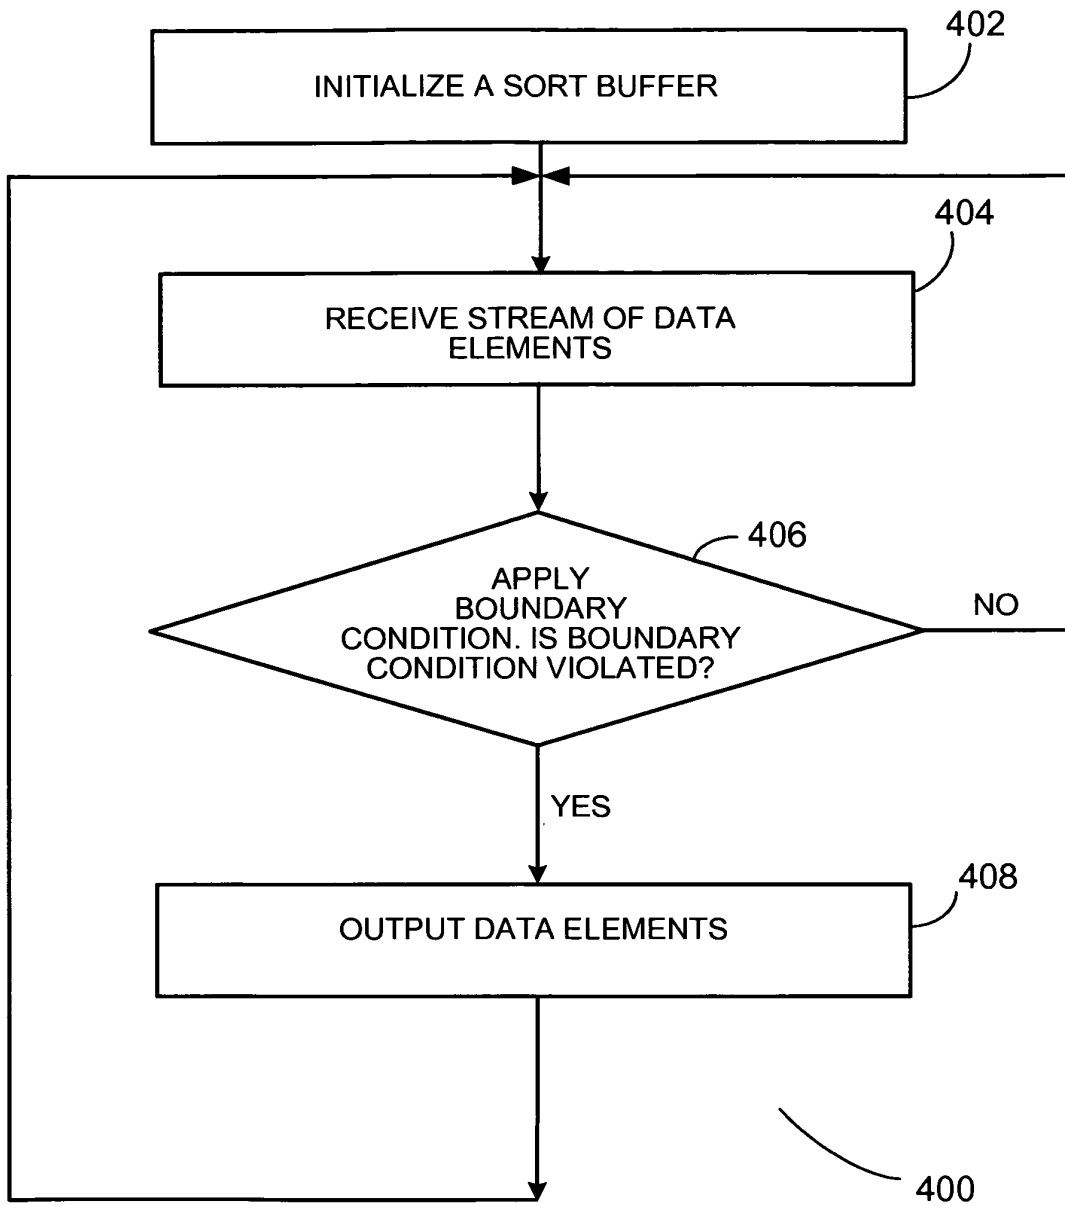 402
INITIALIZE A SORT BUFFER
404
RECEIVE STREAM OF DATA
ELEMENTS
406
APPLY
BOUNDARY
CONDITION. IS BOUNDARY
CONDITION VIOLATED?
NO
YES
408
OUTPUT DATA ELEMENTS
400